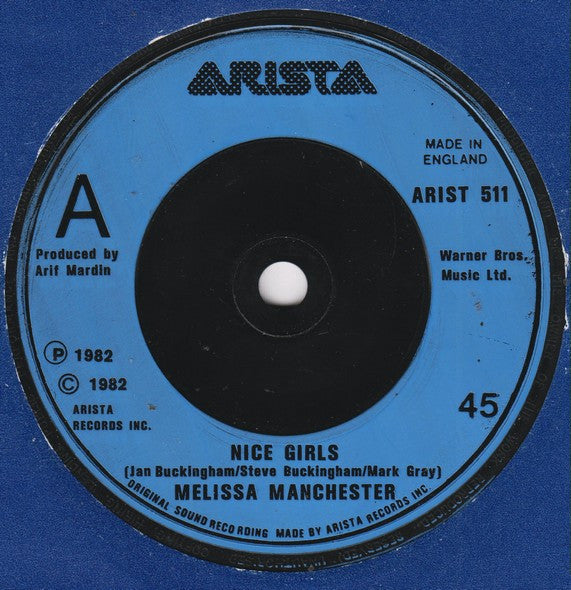 ARISTA
MADE IN
ENGLAND
A
ARIST 511
Produced by
Arif Mardin
Warner Bros.
Music Ltd.
Ⓟ 1982
© 1982
ARISTA
RECORDS INC.
45
NICE GIRLS
(Jan Buckingham/Steve Buckingham/Mark Gray)
MELISSA MANCHESTER
ORIGINAL SOUND RECORDING MADE BY ARISTA RECORDS INC.